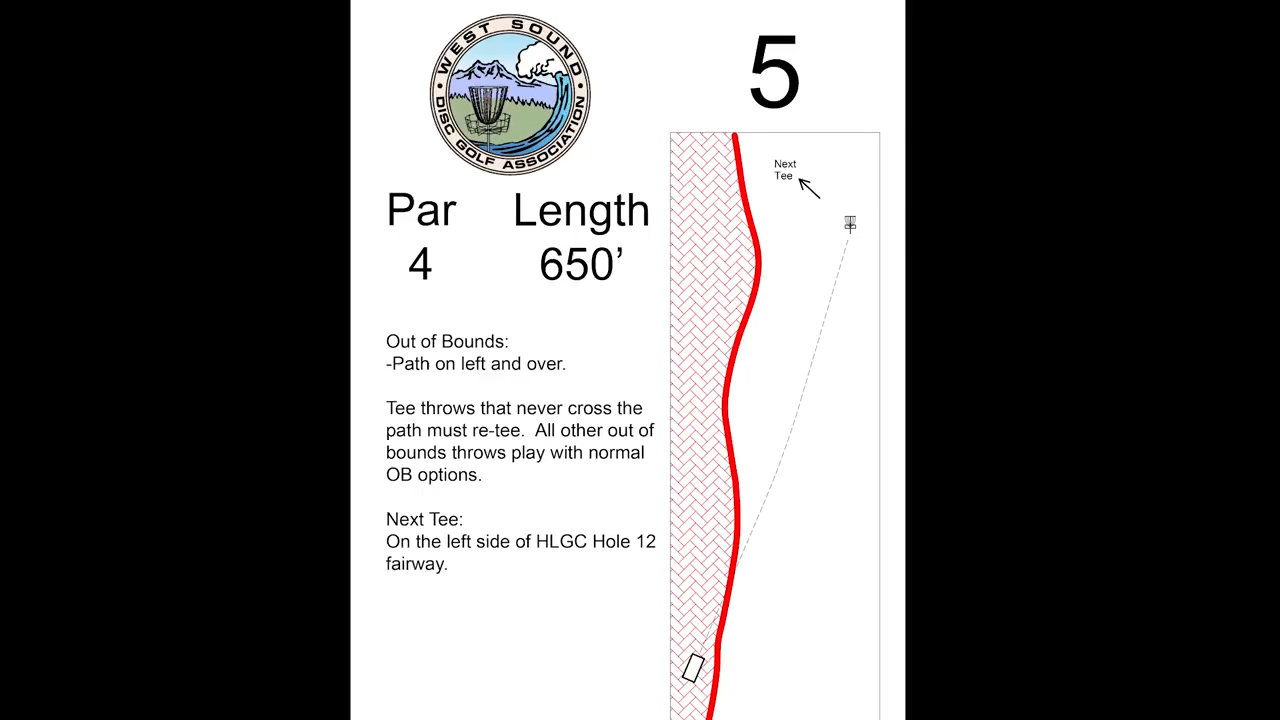 WEST SOUND
DISC GOLF ASSOCIATION
5
Par
Length
4
650’
Out of Bounds:
-Path on left and over.
Tee throws that never cross the
path must re-tee.  All other out of
bounds throws play with normal
OB options.
Next Tee:
On the left side of HLGC Hole 12
fairway.
Next
Tee